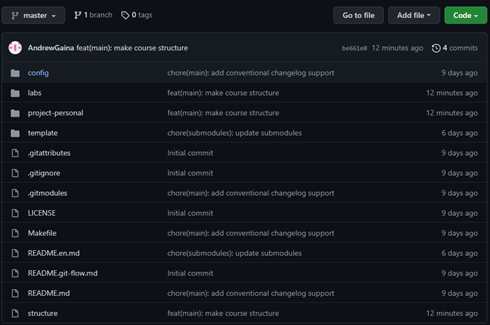 master 1 branch 0 tags Go to file Add file Code
AndrewGaina feat(main): make course structure be661e0 12 minutes ago 4 commits
config chore(main): add conventional changelog support 9 days ago
labs feat(main): make course structure 12 minutes ago
project-personal feat(main): make course structure 12 minutes ago
template chore(submodules): update submodules 6 days ago
.gitattributes Initial commit 9 days ago
.gitignore Initial commit 9 days ago
.gitmodules chore(main): add conventional changelog support 9 days ago
LICENSE Initial commit 9 days ago
Makefile chore(main): add conventional changelog support 9 days ago
README.en.md chore(submodules): update submodules 6 days ago
README.git-flow.md Initial commit 9 days ago
README.md chore(main): add conventional changelog support 9 days ago
structure feat(main): make course structure 12 minutes ago